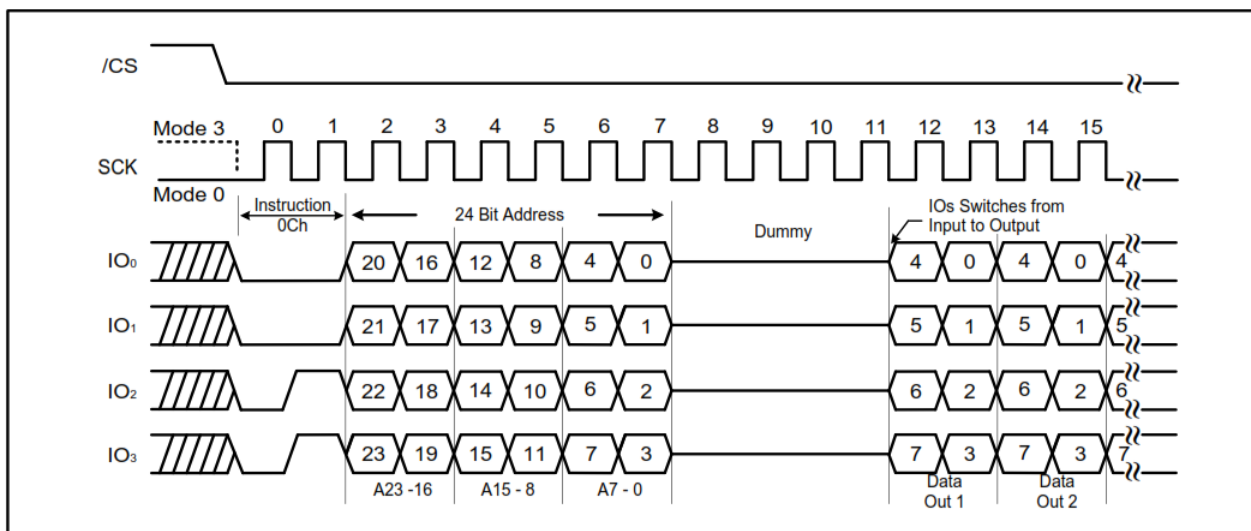 /CS
Mode 3
0 1 2 3 4 5 6 7 8 9 10 11 12 13 14 15
SCK
Mode 0
Instruction
0Ch
24 Bit Address
Dummy
IOs Switches from
Input to Output
IO0 20 16 12 8 4 0 4 0 4 0 4
IO1 21 17 13 9 5 1 5 1 5 1 5
IO2 22 18 14 10 6 2 6 2 6 2 6
IO3 23 19 15 11 7 3 7 3 7 3 7
A23 -16 A15 - 8 A7 - 0
Data
Out 1
Data
Out 2